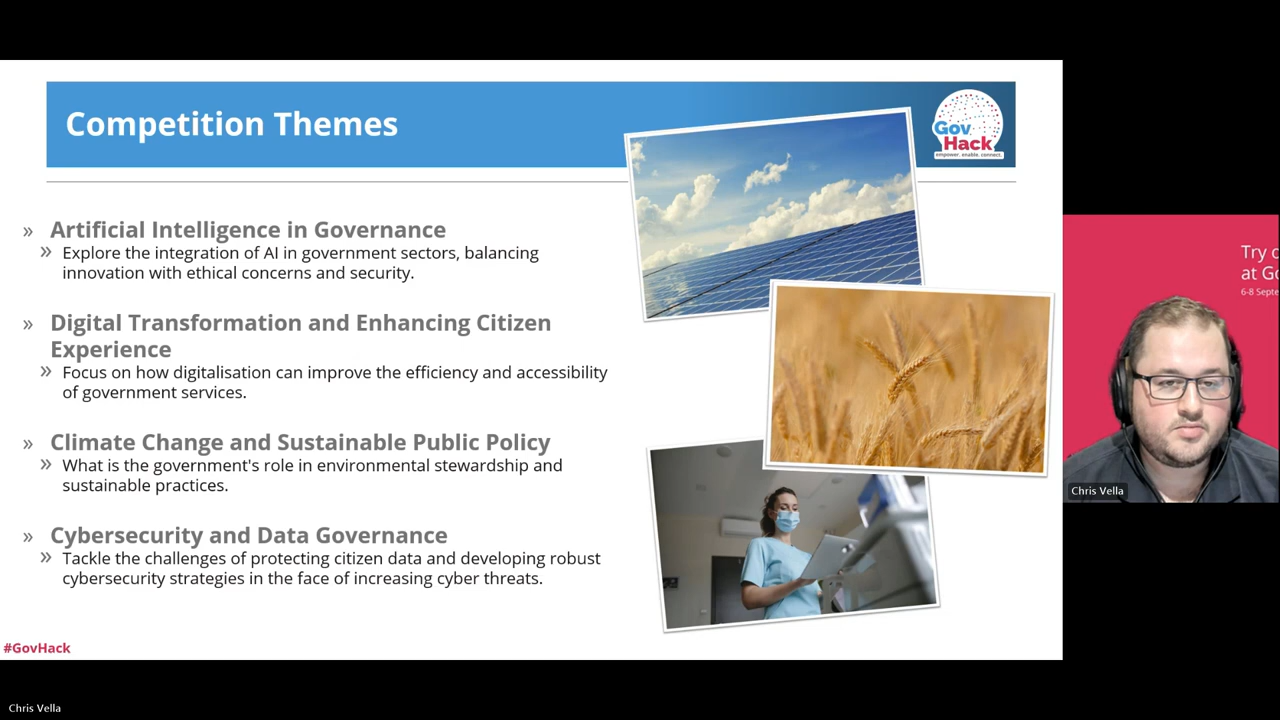 Competition Themes
Gov
Hack
empower. enable. connect.
» Artificial Intelligence in Governance
» Explore the integration of AI in government sectors, balancing
innovation with ethical concerns and security.
» Digital Transformation and Enhancing Citizen
Experience
» Focus on how digitalisation can improve the efficiency and accessibility
of government services.
» Climate Change and Sustainable Public Policy
» What is the government's role in environmental stewardship and
sustainable practices.
» Cybersecurity and Data Governance
» Tackle the challenges of protecting citizen data and developing robust
cybersecurity strategies in the face of increasing cyber threats.
#GovHack
Try
at
6-8
Chris Vella
Chris Vella